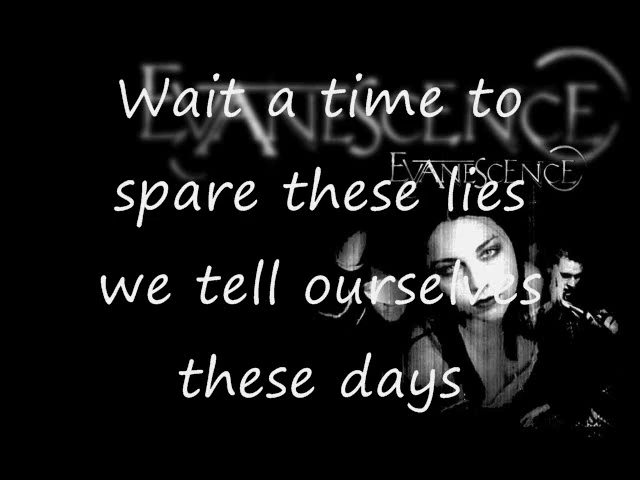 EVANESCENCE
Wait a time to
EVANESCENCE
spare these lies
we tell ourselves
these days